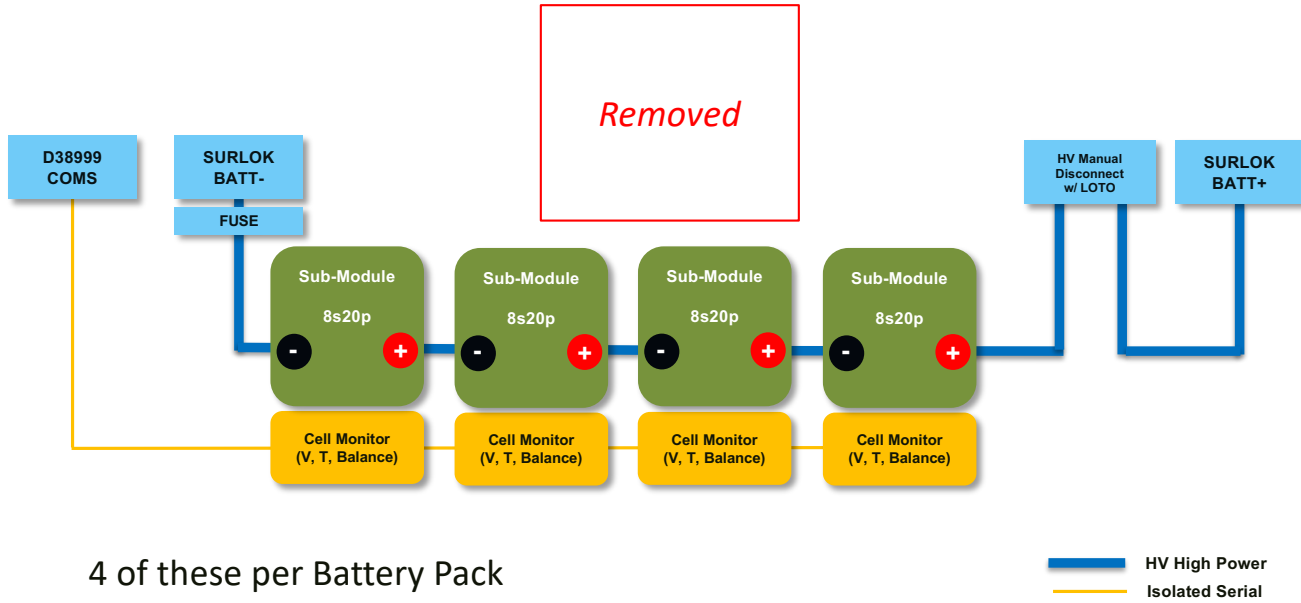 Removed
D38999
COMS
SURLOK
BATT-
FUSE
HV Manual
Disconnect
w/ LOTO
SURLOK
BATT+
Sub-Module
8s20p
-
+
Sub-Module
8s20p
-
+
Sub-Module
8s20p
-
+
Sub-Module
8s20p
-
+
Cell Monitor
(V, T, Balance)
Cell Monitor
(V, T, Balance)
Cell Monitor
(V, T, Balance)
Cell Monitor
(V, T, Balance)
4 of these per Battery Pack
HV High Power
Isolated Serial